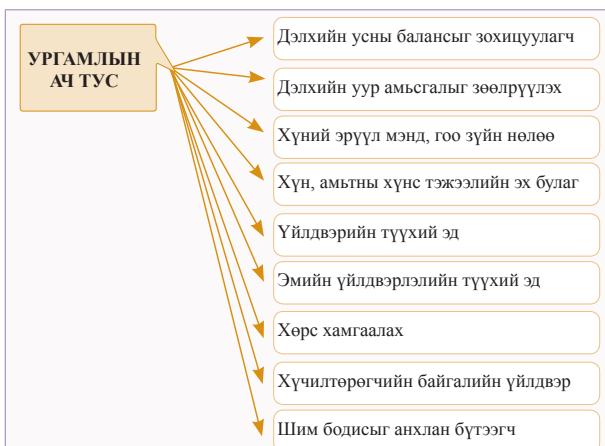 УРГАМЛЫН
АЧ ТУС
Дэлхийн усны балансыг зохицуулагч
Дэлхийн уур амьсгалыг зөөлрүүлэх
Хүний эрүүл мэнд, гоо зүйн нөлөө
Хүн, амьтны хүнс тэжээлийн эх булаг
Үйлдвэрийн түүхий эд
Эмийн үйлдвэрлэлийн түүхий эд
Хөрс хамгаалах
Хүчилтөрөгчийн байгалийн үйлдвэр
Шим бодисыг анхлан бүтээгч